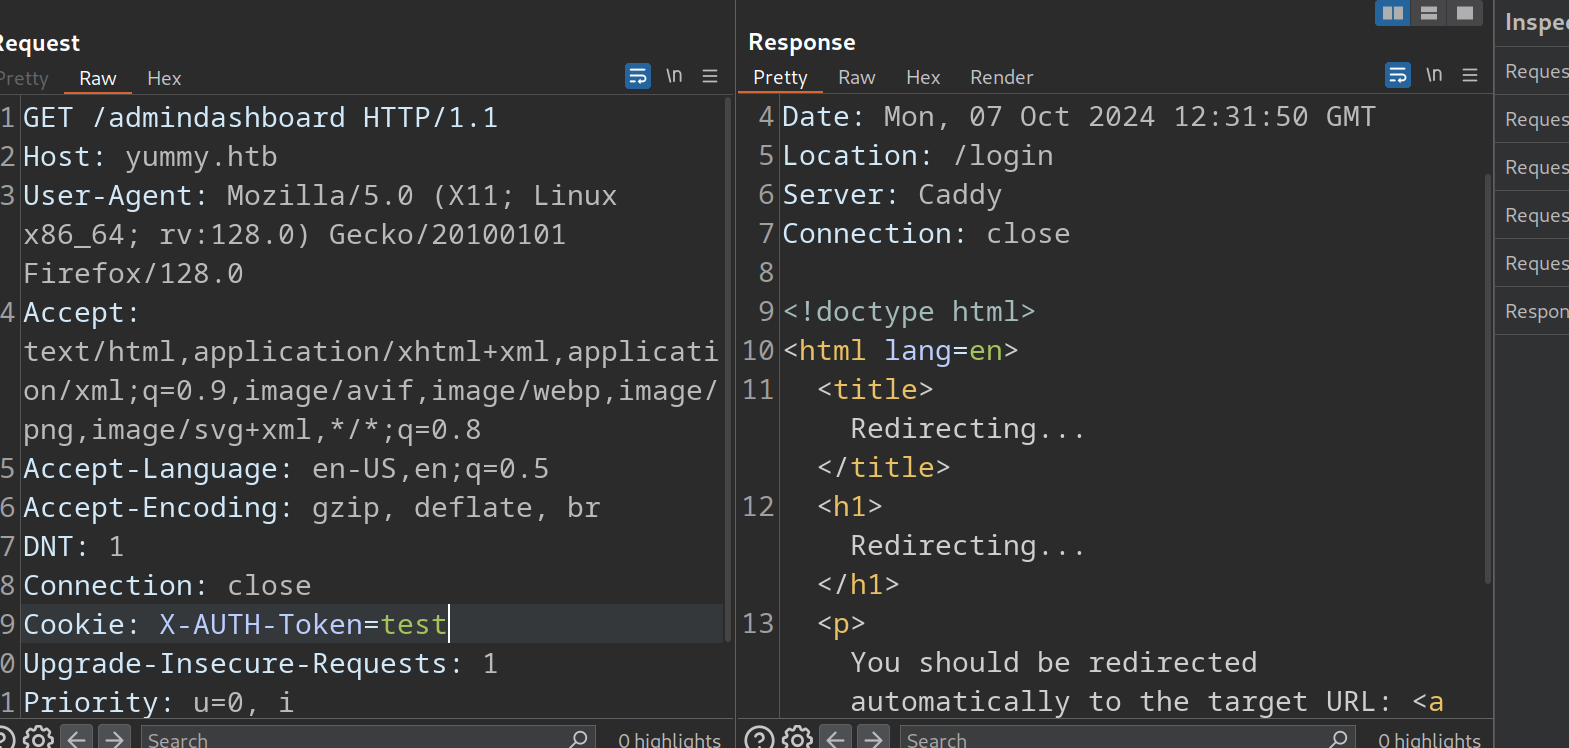 Request
Pretty Raw Hex
\n
1 GET /admindashboard HTTP/1.1
2 Host: yummy.htb
3 User-Agent: Mozilla/5.0 (X11; Linux
x86_64; rv:128.0) Gecko/20100101
Firefox/128.0
4 Accept:
text/html,application/xhtml+xml,applicati
on/xml;q=0.9,image/avif,image/webp,image/
png,image/svg+xml,*/*;q=0.8
5 Accept-Language: en-US,en;q=0.5
6 Accept-Encoding: gzip, deflate, br
7 DNT: 1
8 Connection: close
9 Cookie: X-AUTH-Token=test
0 Upgrade-Insecure-Requests: 1
1 Priority: u=0, i
Search
0 highlights
Response
Pretty Raw Hex Render
\n
4 Date: Mon, 07 Oct 2024 12:31:50 GMT
5 Location: /login
6 Server: Caddy
7 Connection: close
8
9 <!doctype html>
10 <html lang=en>
11 <title>
Redirecting...
</title>
12 <h1>
Redirecting...
</h1>
13 <p>
You should be redirected
automatically to the target URL: <a
Search
0 highlights
Inspe
Reques
Reques
Reques
Reques
Reques
Respon